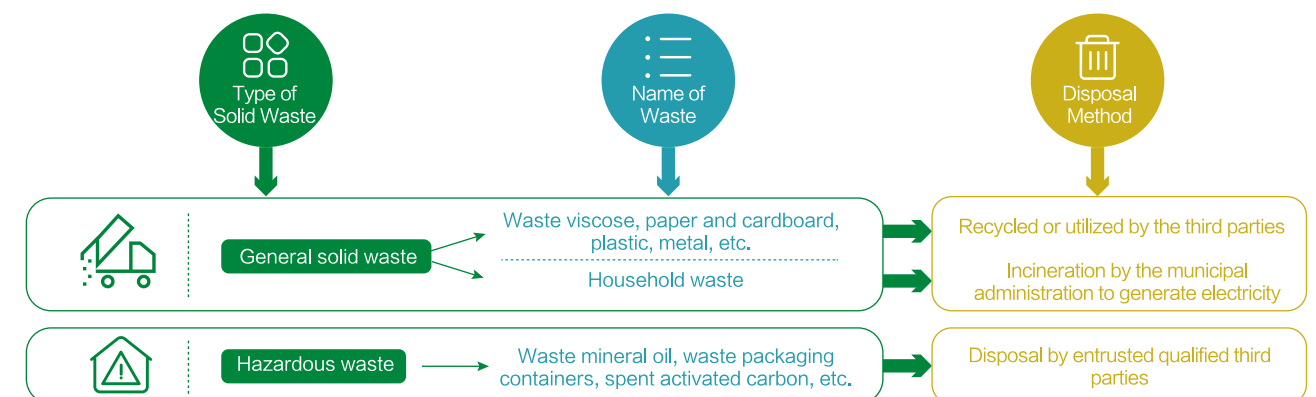 Type of
Solid Waste
Name of
Waste
Disposal
Method
General solid waste
Waste viscose, paper and cardboard,
plastic, metal, etc.
Household waste
Recycled or utilized by the third parties
Incineration by the municipal
administration to generate electricity
Hazardous waste
Waste mineral oil, waste packaging
containers, spent activated carbon, etc.
Disposal by entrusted qualified third
parties